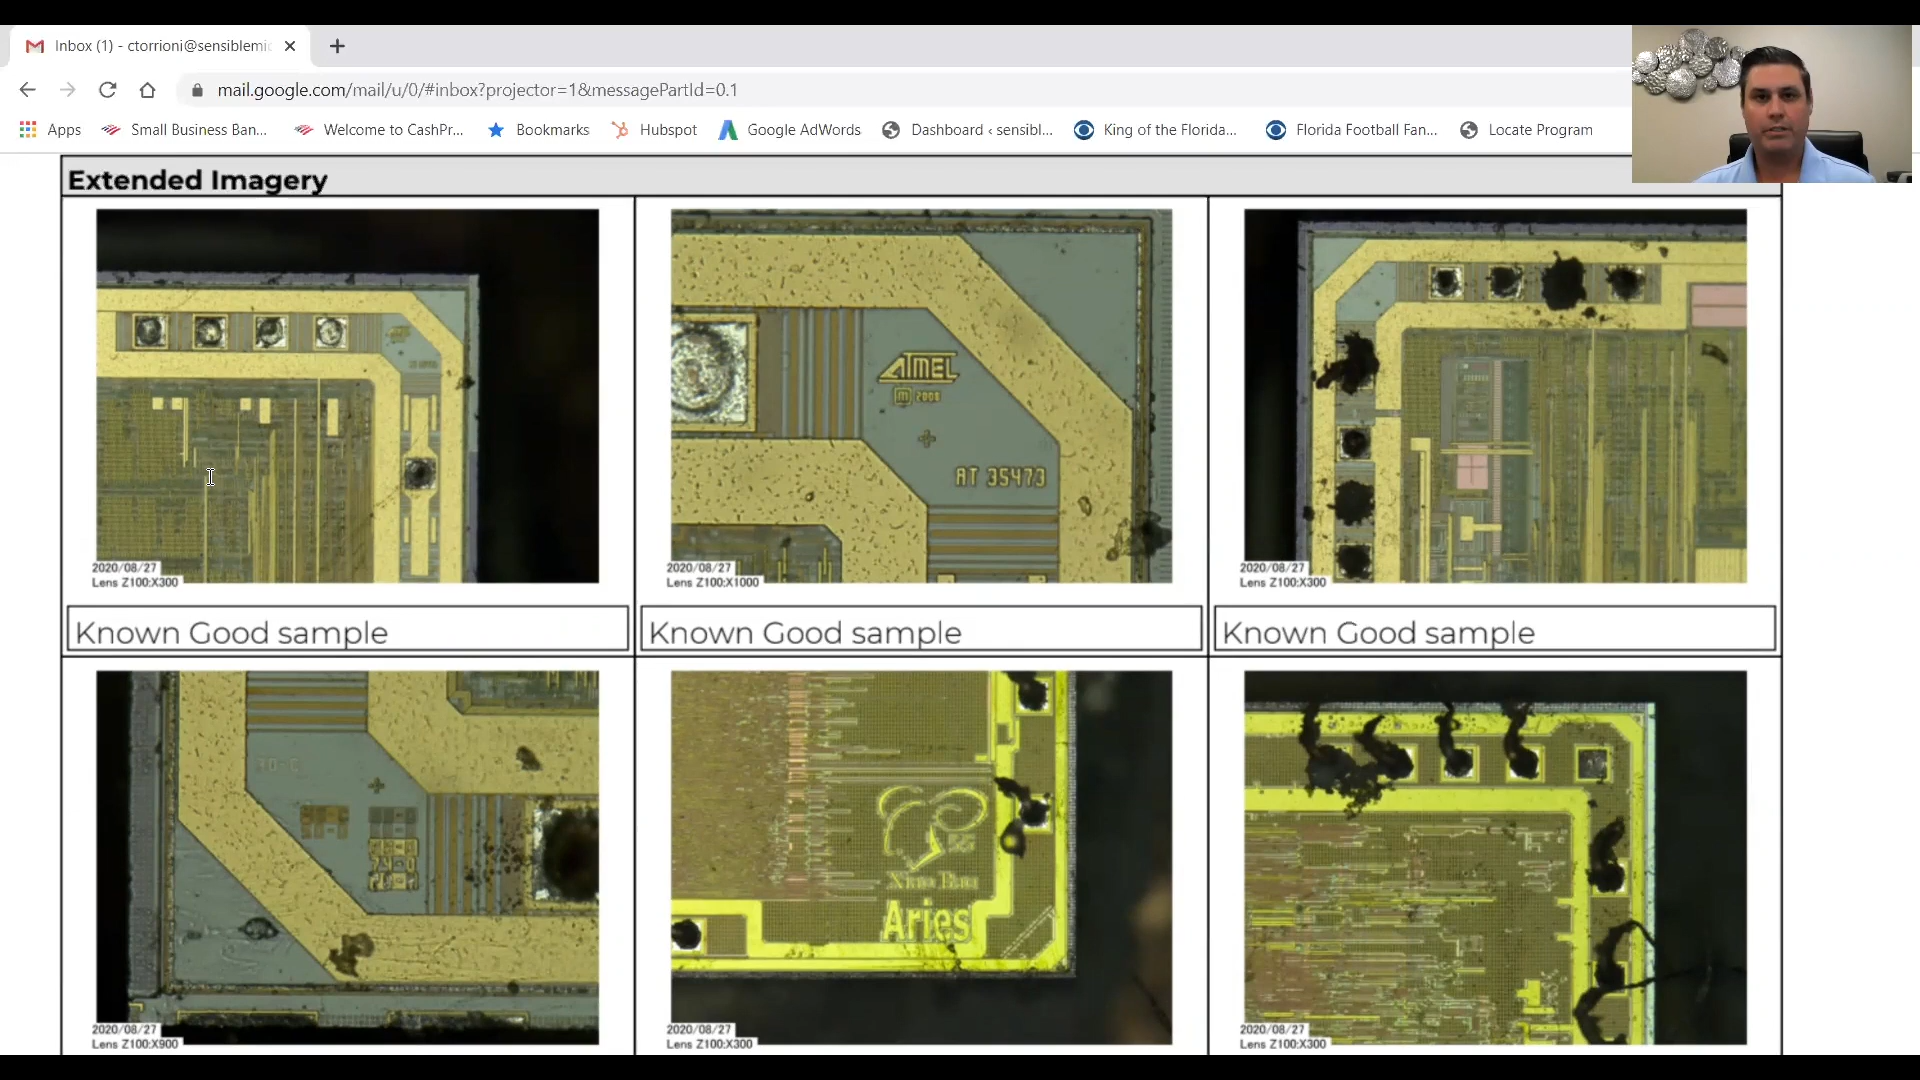 Inbox (1) - ctorrioni@sensiblemic
mail.google.com/mail/u/0/#inbox?projector=1&messagePartId=0.1
Apps Small Business Ban... Welcome to CashPr... Bookmarks Hubspot Google AdWords Dashboard ‹ sensibl... King of the Florida... Florida Football Fan... Locate Program
Extended Imagery
ATMEL
M 2008
AT 35473
2020/08/27
Lens Z100:X300
2020/08/27
Lens Z100:X1000
2020/08/27
Lens Z100:X300
Known Good sample
Known Good sample
Known Good sample
Aries
2020/08/27
Lens Z100:X900
2020/08/27
Lens Z100:X300
2020/08/27
Lens Z100:X300